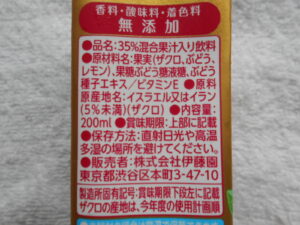 香料・酸味料・着色料
無添加
●品名:35%混合果汁入り飲料
●原材料名:果実(ザクロ、ぶどう、
レモン)、果糖ぶどう糖液糖、ぶどう
種子エキス/ビタミンE ●原料
原産地名:イスラエル又はイラン
(5%未満)(ザクロ) ●内容量:
200ml ●賞味期限:上部に記載
●保存方法:直射日光や高温
多湿の場所を避けてください。
●販売者:株式会社伊藤園
東京都渋谷区本町3-47-10
製造所固有記号:賞味期限下段左に記載
ザクロの産地は、今年の使用計画順